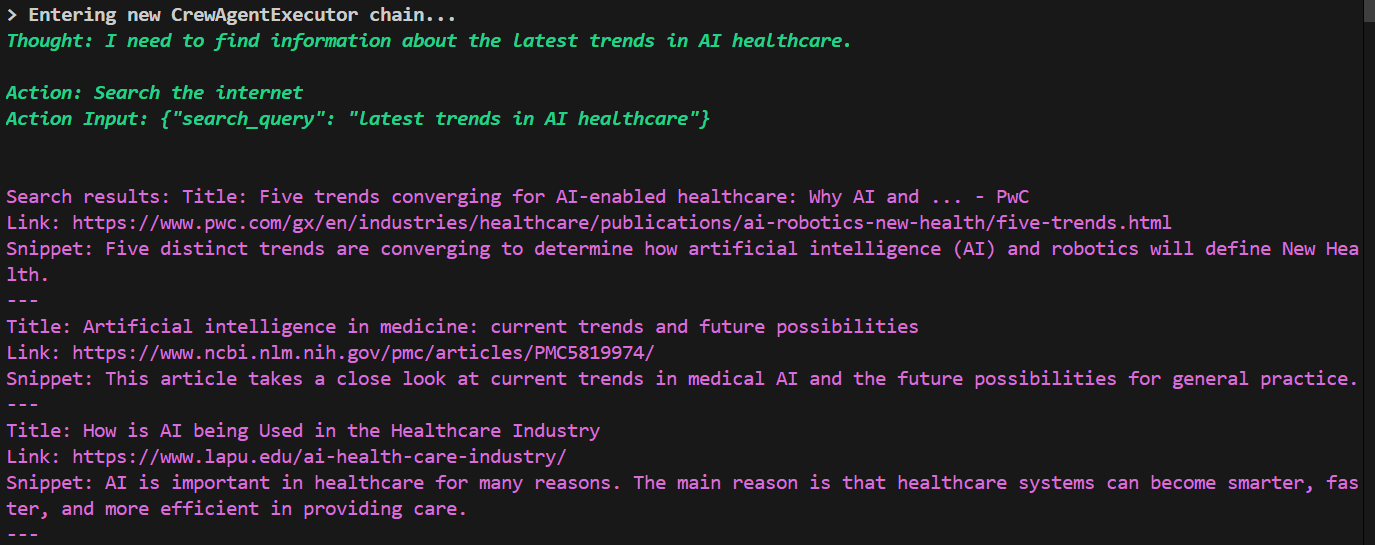 > Entering new CrewAgentExecutor chain...
Thought: I need to find information about the latest trends in AI healthcare.
Action: Search the internet
Action Input: {"search_query": "latest trends in AI healthcare"}
Search results: Title: Five trends converging for AI-enabled healthcare: Why AI and ... - PwC
Link: https://www.pwc.com/gx/en/industries/healthcare/publications/ai-robotics-new-health/five-trends.html
Snippet: Five distinct trends are converging to determine how artificial intelligence (AI) and robotics will define New Hea
lth.
---
Title: Artificial intelligence in medicine: current trends and future possibilities
Link: https://www.ncbi.nlm.nih.gov/pmc/articles/PMC5819974/
Snippet: This article takes a close look at current trends in medical AI and the future possibilities for general practice.
---
Title: How is AI being Used in the Healthcare Industry
Link: https://www.lapu.edu/ai-health-care-industry/
Snippet: AI is important in healthcare for many reasons. The main reason is that healthcare systems can become smarter, fas
ter, and more efficient in providing care.
---